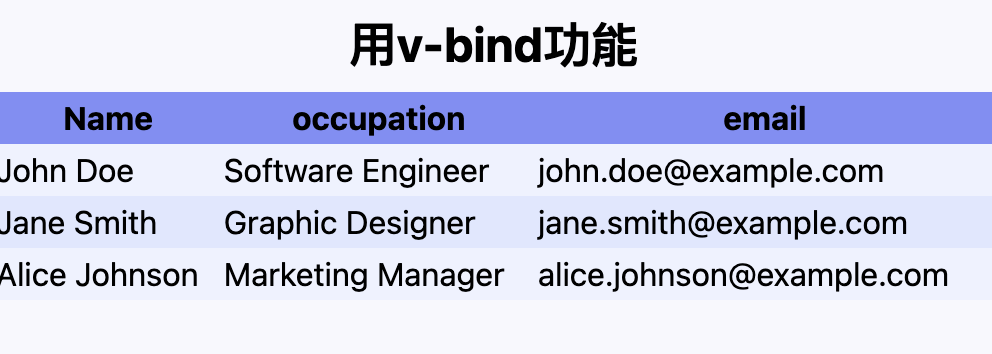 用v-bind功能
Name occupation email
John Doe Software Engineer john.doe@example.com
Jane Smith Graphic Designer jane.smith@example.com
Alice Johnson Marketing Manager alice.johnson@example.com